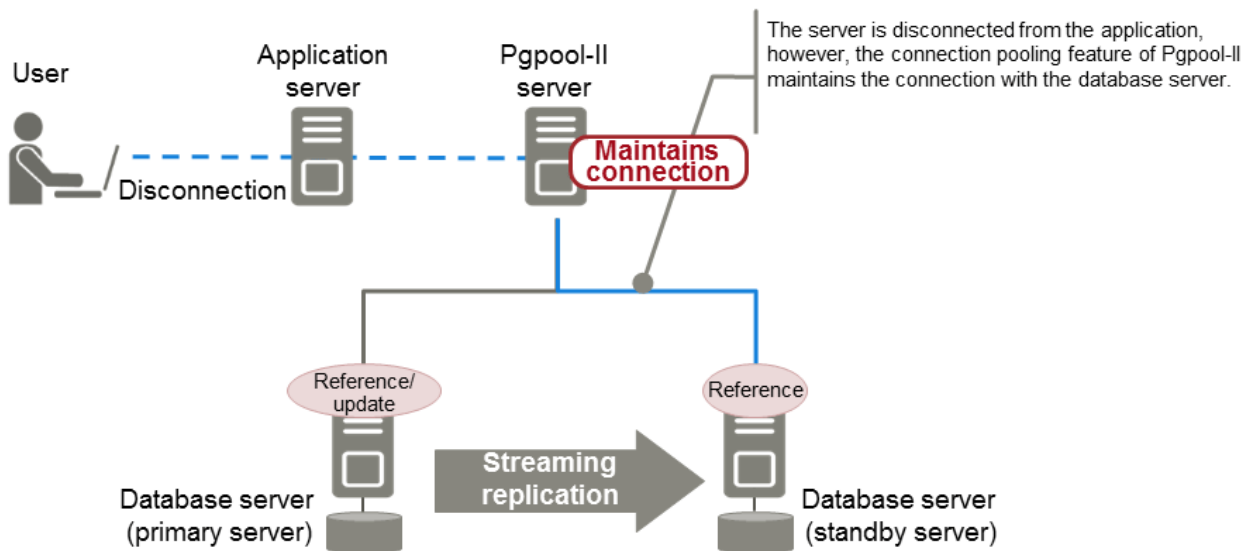 The server is disconnected from the application,
however, the connection pooling feature of Pgpool-II
maintains the connection with the database server.
User
Application
server
Pgpool-II
server
Maintains
connection
Disconnection
Reference/
update
Reference
Streaming
replication
Database server
(primary server)
Database server
(standby server)